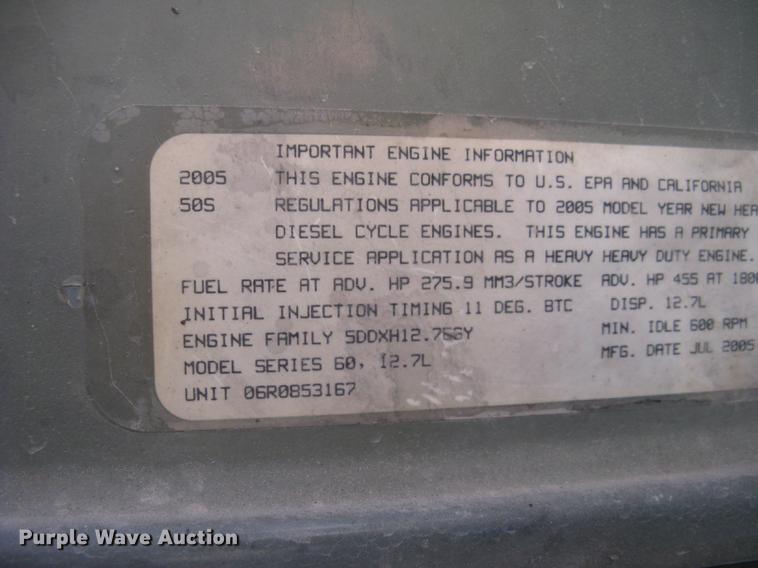 IMPORTANT ENGINE INFORMATION
2005 THIS ENGINE CONFORMS TO U.S. EPA AND CALIFORNIA
50S REGULATIONS APPLICABLE TO 2005 MODEL YEAR NEW HEA
DIESEL CYCLE ENGINES. THIS ENGINE HAS A PRIMARY
SERVICE APPLICATION AS A HEAVY HEAVY DUTY ENGINE.
FUEL RATE AT ADV. HP 275.9 MM3/STROKE ADV. HP 455 AT 1800
INITIAL INJECTION TIMING 11 DEG. BTC DISP. 12.7L
ENGINE FAMILY MIN. IDLE 600 RPM
MODEL SERIES 60, 12.7L MFG. DATE JUL 2005
UNIT 06R0853167
Purple Wave Auction